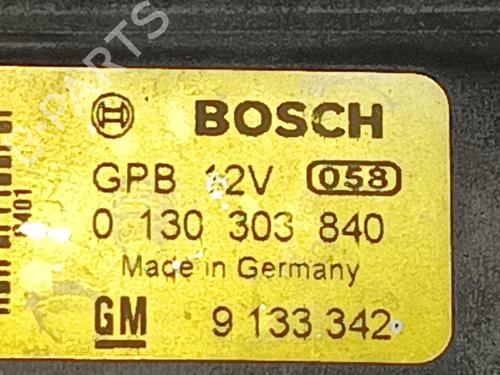 BOSCH
GPB 12V 058
0 130 303 840
Made in Germany
GM 9 133 342